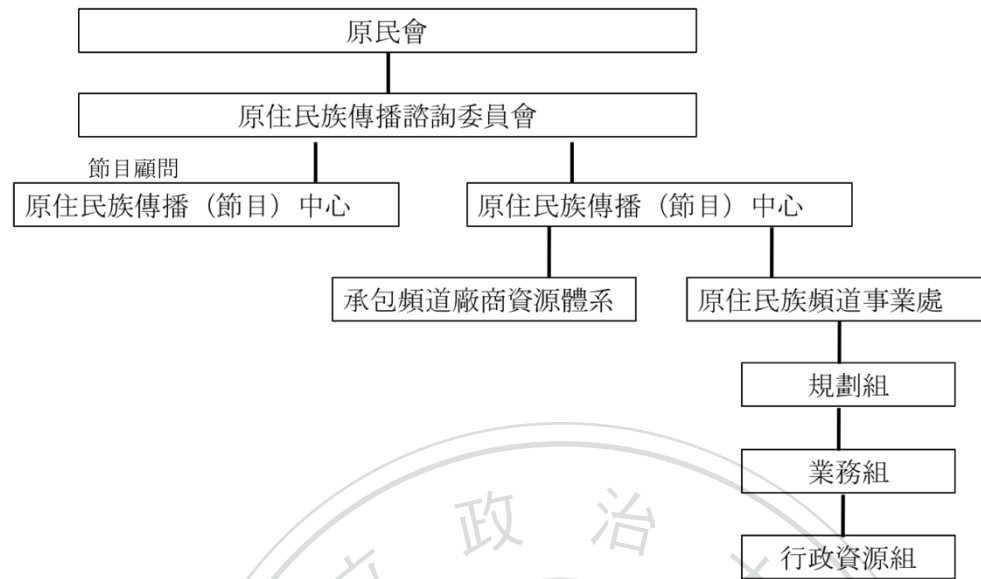 原民會
原住民族傳播諮詢委員會
節目顧問
原住民族傳播（節目）中心
原住民族傳播（節目）中心
承包頻道廠商資源體系
原住民族頻道事業處
規劃組
業務組
行政資源組
立政治大